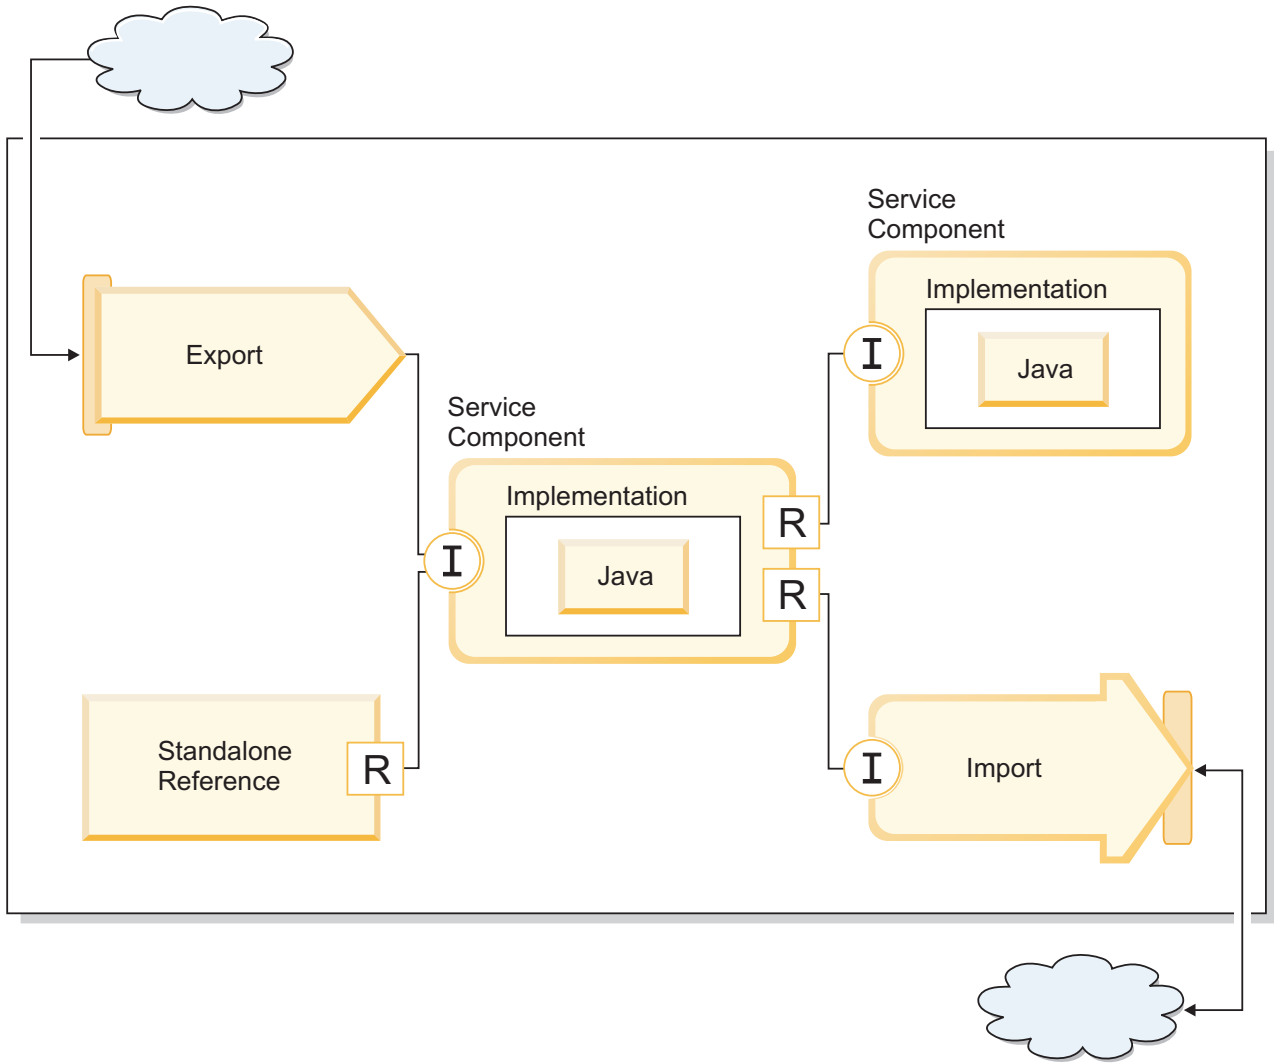 Service
Component
Implementation
I
Java
Export
Service
Component
Implementation
R
I
Java
R
Standalone
Reference
R
I
Import